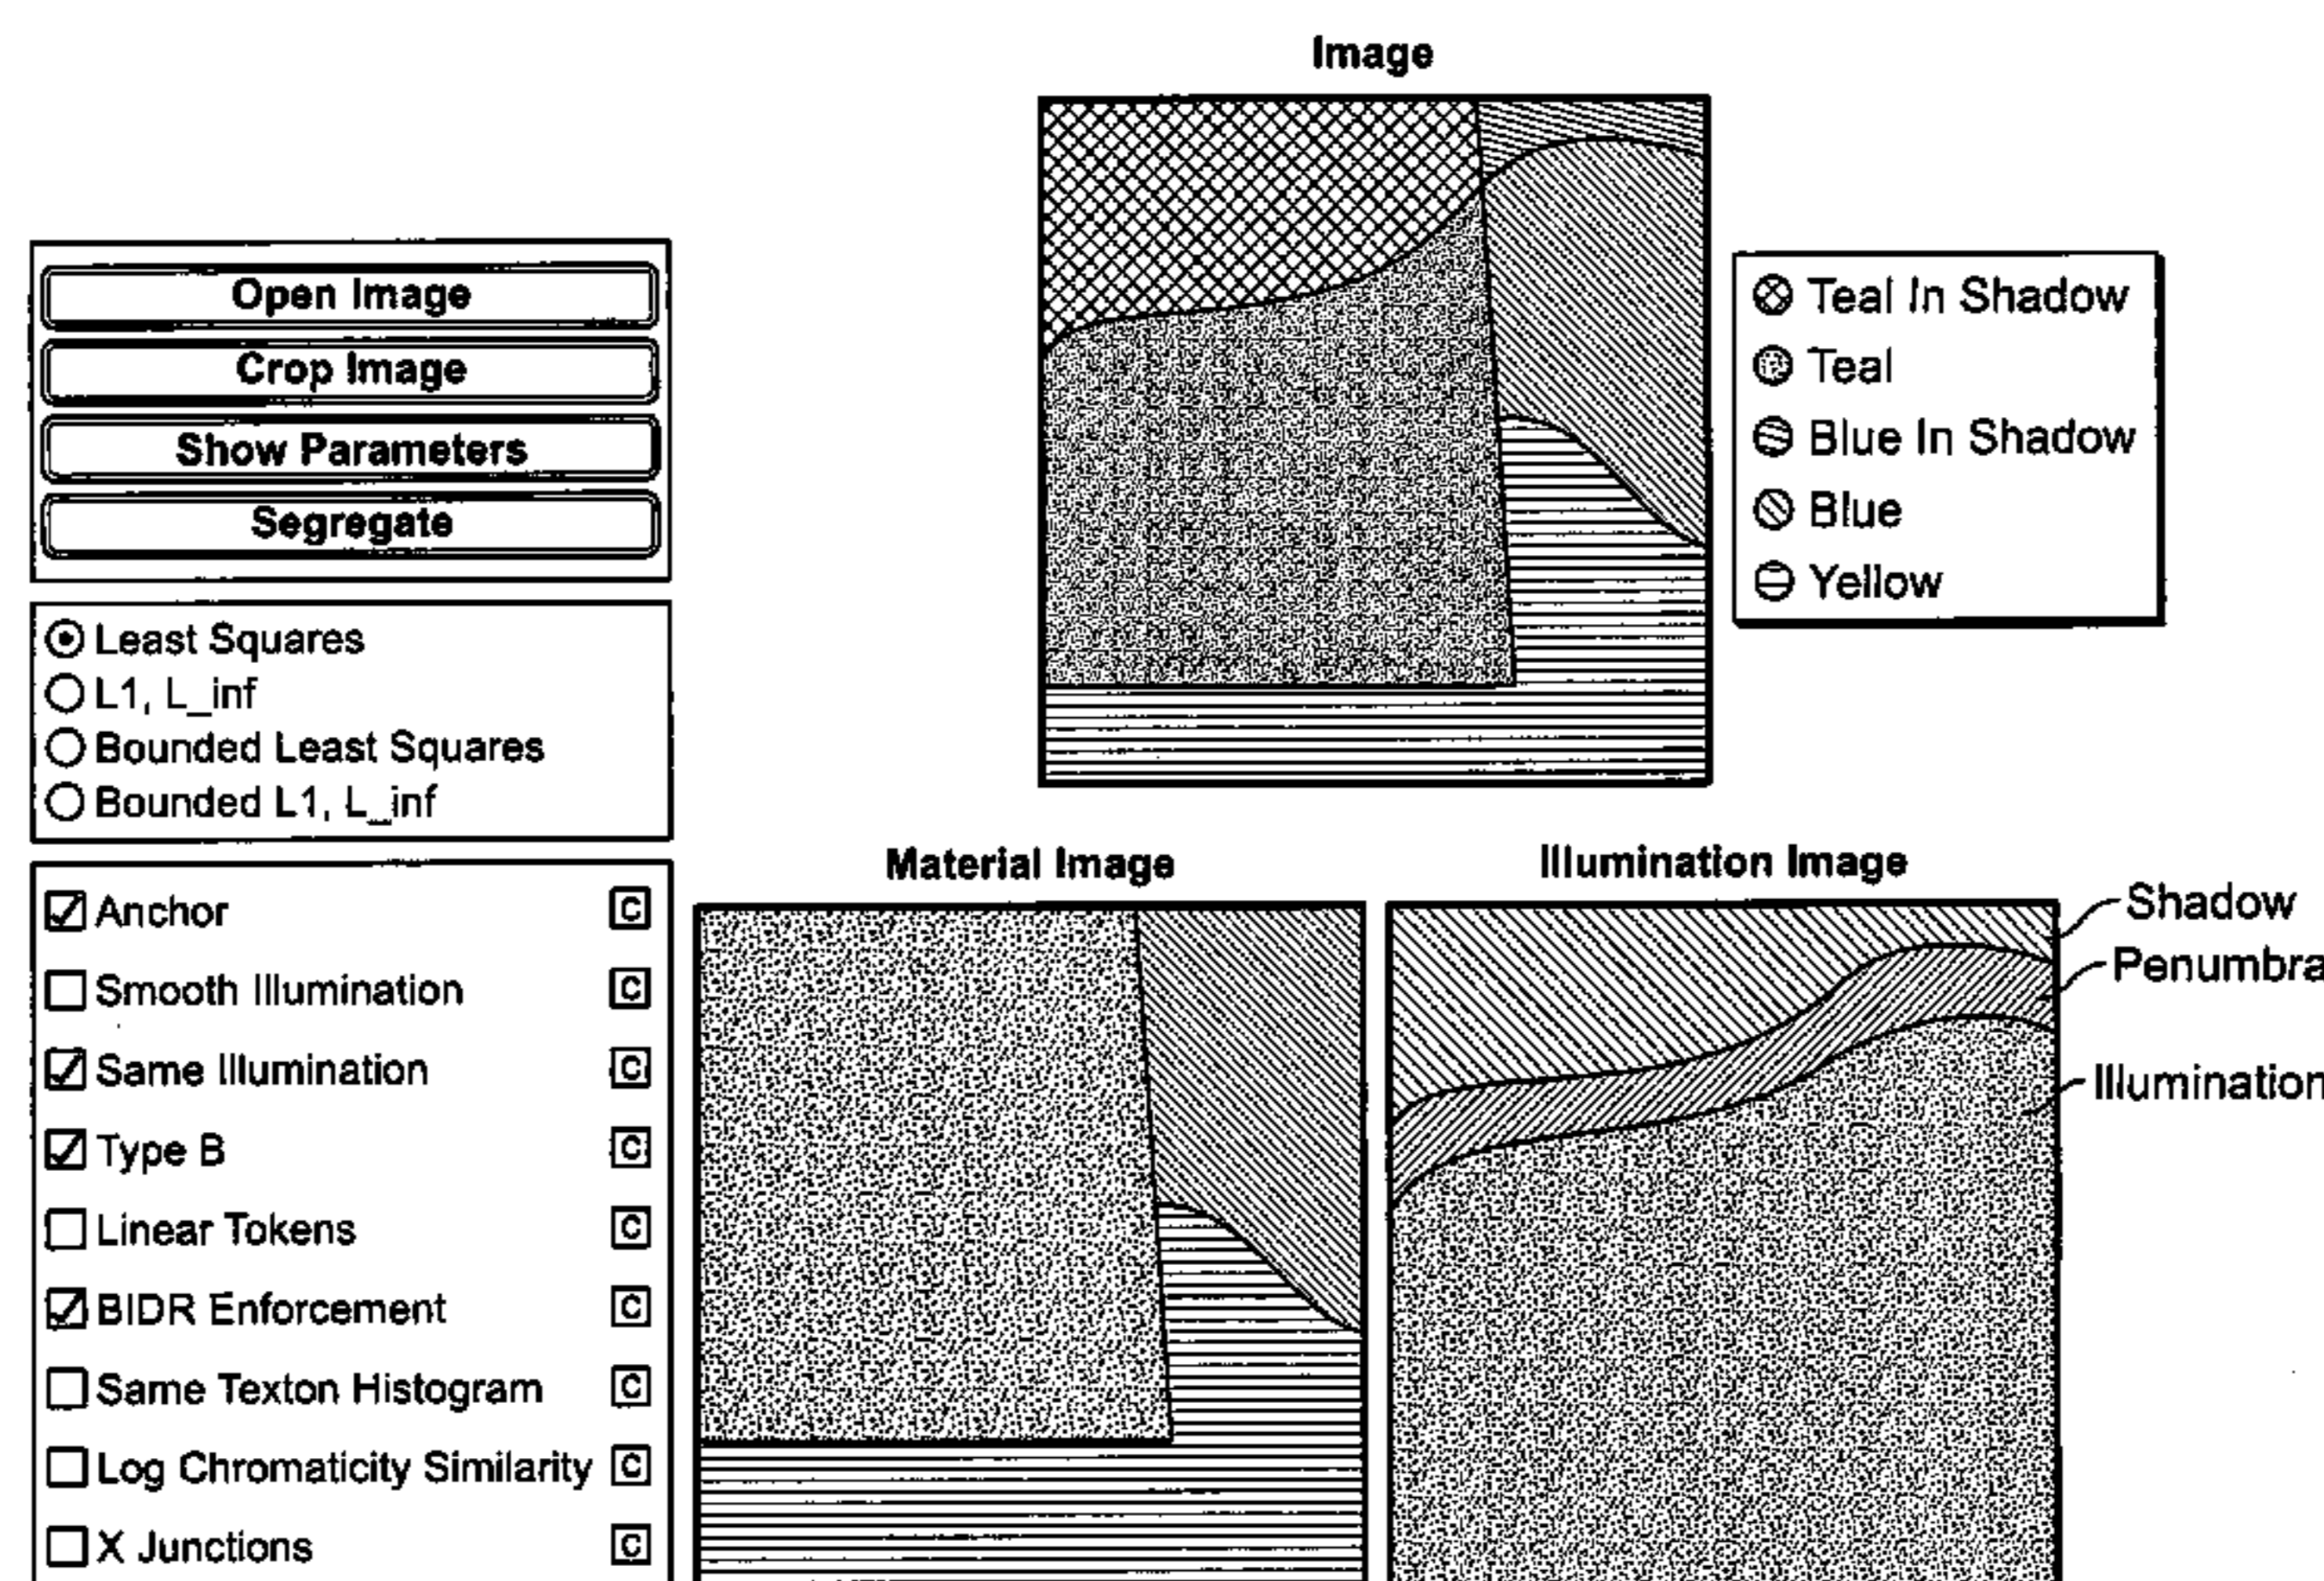 Image
Open Image
Crop Image
Show Parameters
Segregate
Teal In Shadow
Teal
Blue In Shadow
Blue
Yellow
Least Squares
L1, L_inf
Bounded Least Squares
Bounded L1, L_inf
Material Image
Illumination Image
Shadow
Penumbra
Illumination
Anchor C
Smooth Illumination C
Same Illumination C
Type B C
Linear Tokens C
BIDR Enforcement C
Same Texton Histogram C
Log Chromaticity Similarity C
X Junctions C